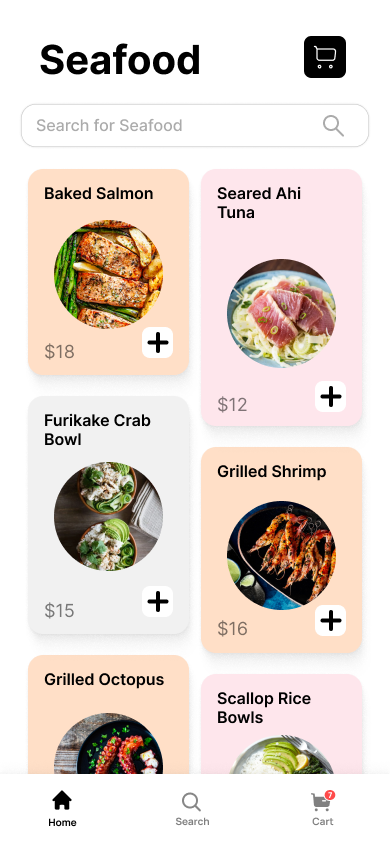 Seafood
Search for Seafood
Baked Salmon
$18
Seared Ahi
Tuna
$12
Furikake Crab
Bowl
$15
Grilled Shrimp
$16
Grilled Octopus
Scallop Rice
Bowls
Home
Search
7
Cart